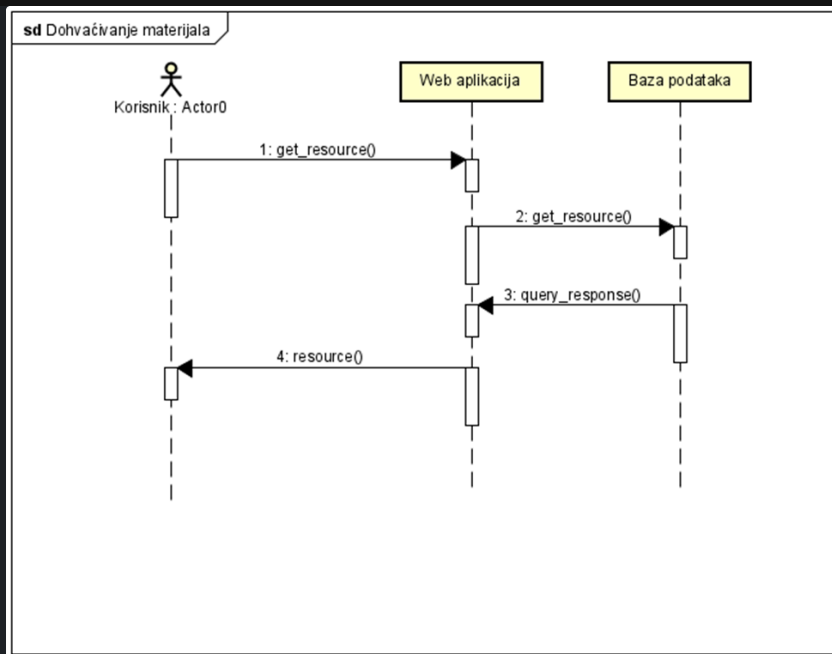 sd Dohvaćivanje materijala
Korisnik : Actor0
Web aplikacija
Baza podataka
1: get_resource()
2: get_resource()
3: query_response()
4: resource()